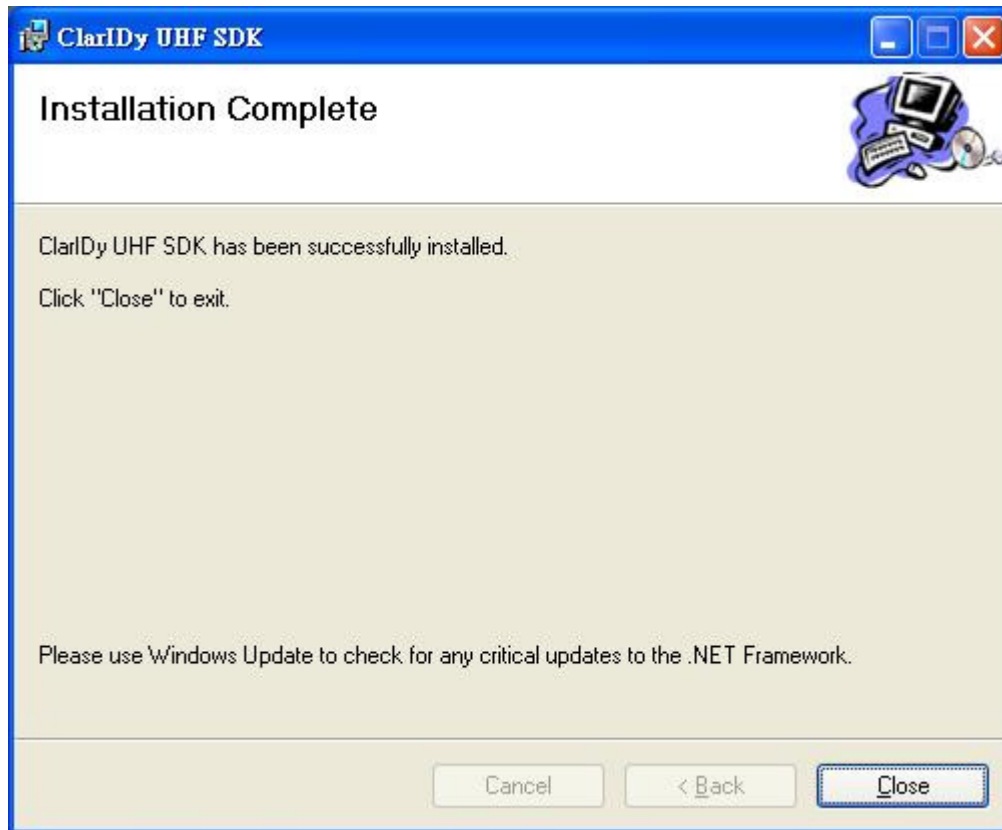 ClarIDy UHF SDK
Installation Complete
ClarIDy UHF SDK has been successfully installed.
Click "Close" to exit.
Please use Windows Update to check for any critical updates to the .NET Framework.
Cancel
< Back
Close